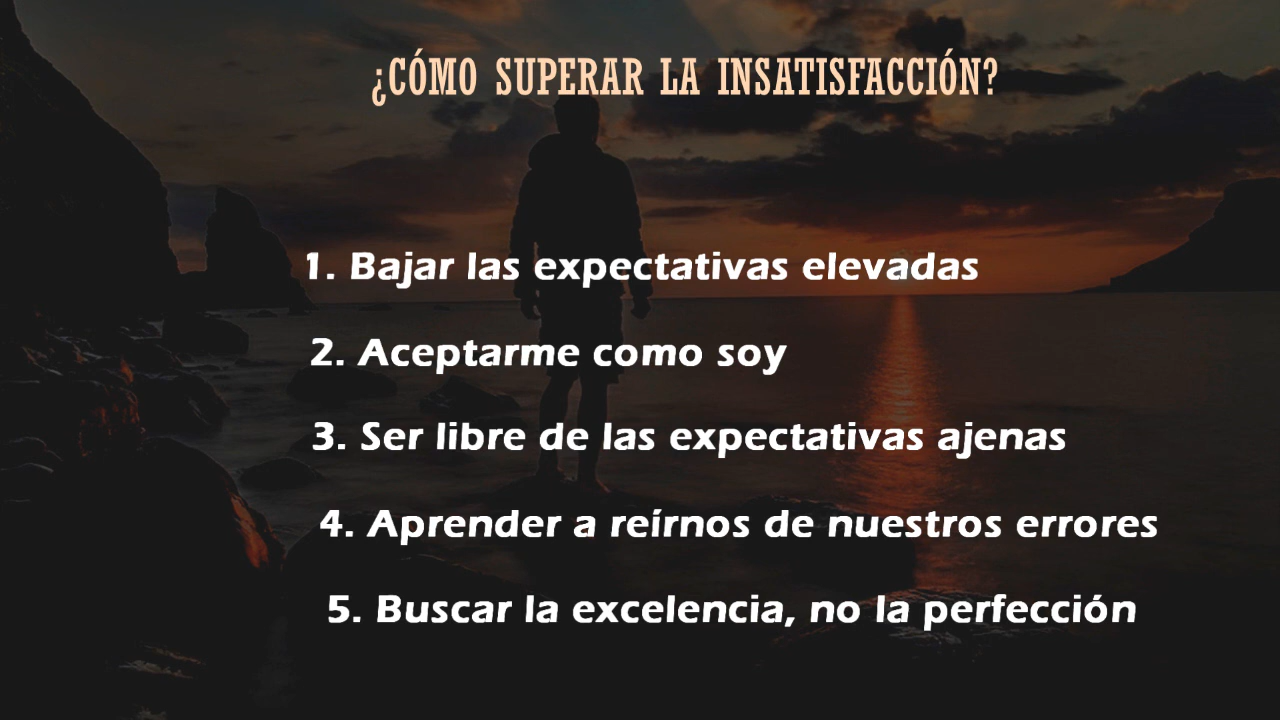 ¿CÓMO SUPERAR LA INSATISFACCIÓN?
1. Bajar las expectativas elevadas
2. Aceptarme como soy
3. Ser libre de las expectativas ajenas
4. Aprender a reírnos de nuestros errores
5. Buscar la excelencia, no la perfección